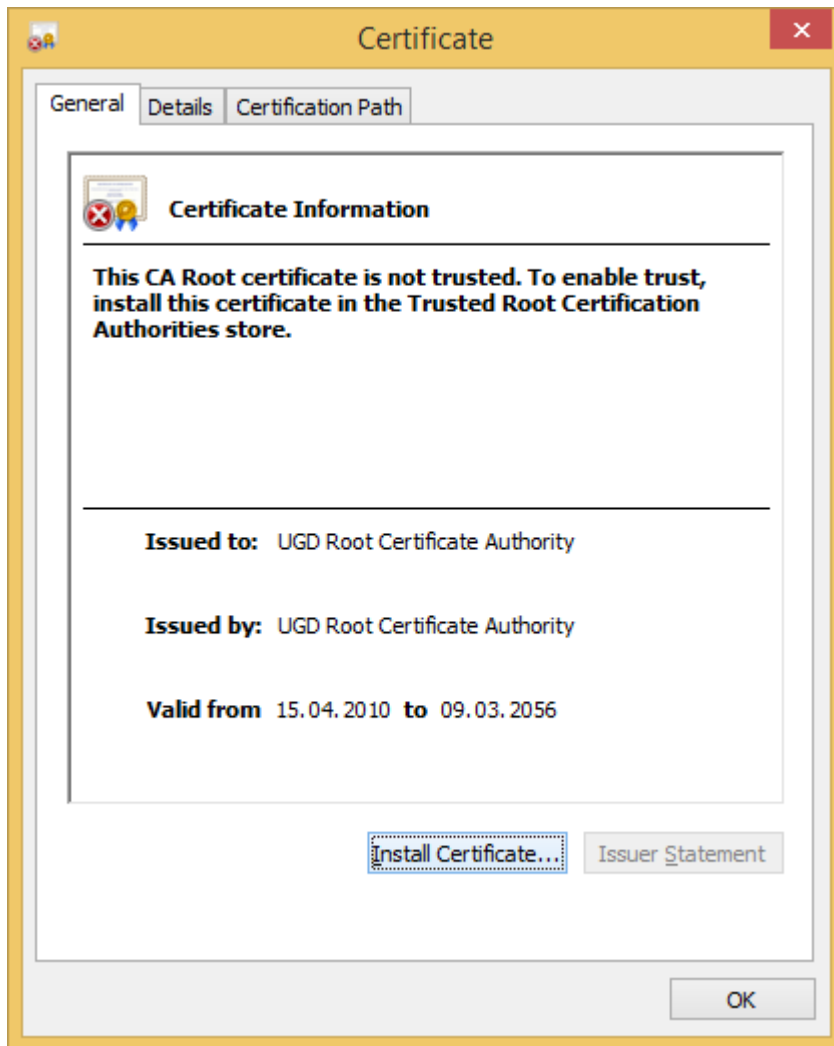 Certificate
General Details Certification Path
Certificate Information
This CA Root certificate is not trusted. To enable trust,
install this certificate in the Trusted Root Certification
Authorities store.
Issued to: UGD Root Certificate Authority
Issued by: UGD Root Certificate Authority
Valid from 15.04.2010 to 09.03.2056
Install Certificate... Issuer Statement
OK